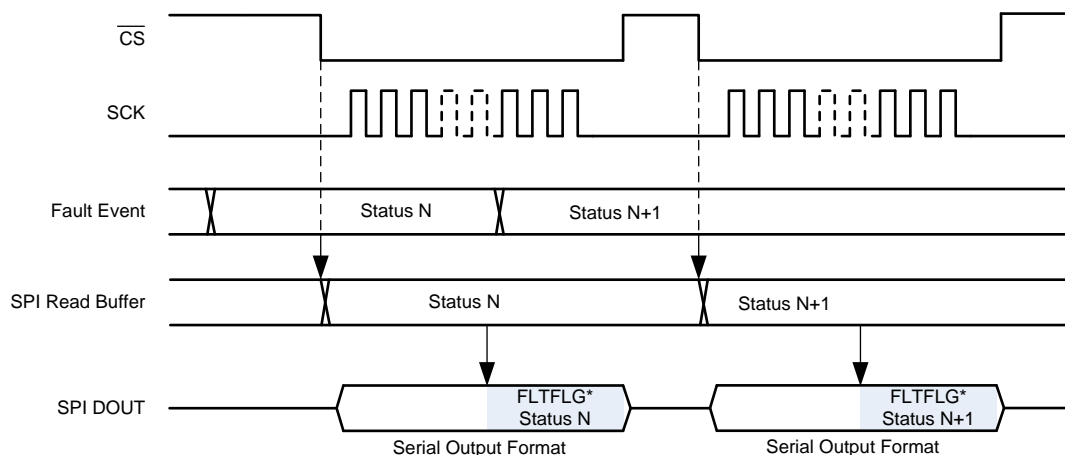 CS
SCK
Fault Event
Status N
Status N+1
SPI Read Buffer
Status N
Status N+1
SPI DOUT
FLTFLG*
Status N
FLTFLG*
Status N+1
Serial Output Format
Serial Output Format